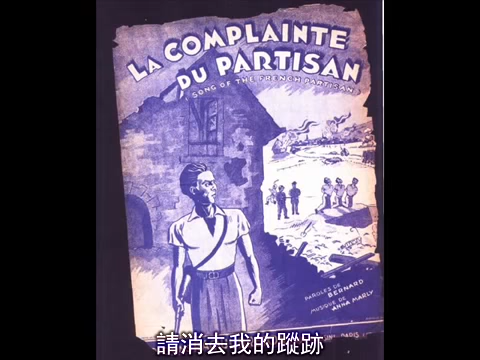 LA COMPLAINTE
DU PARTISAN
SONG OF THE FRENCH PARTISAN
PAROLES DE
BERNARD
MUSIQUE DE
ANNA MARLY
PARIS
請消去我的蹤跡